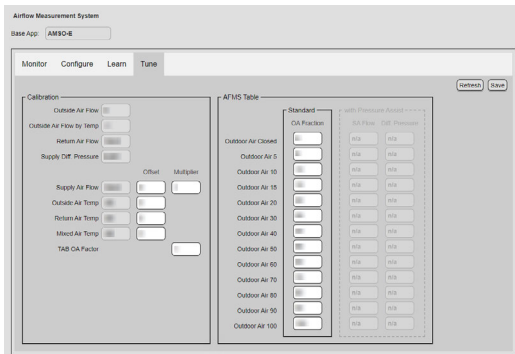 Airflow Measurement System
Base App: AMSO-E
Monitor Configure Learn Tune
Refresh Save
Calibration
Outside Air Flow
Outside Air Flow by Temp
Return Air Flow
Supply Diff. Pressure
Offset Multiplier
Supply Air Flow
Outside Air Temp
Return Air Temp
Mixed Air Temp
TAB OA Factor
AFMS Table
Standard with Pressure Assist
OA Fraction SA Flow Diff. Pressure
Outdoor Air Closed n/a n/a
Outdoor Air 5 n/a n/a
Outdoor Air 10 n/a n/a
Outdoor Air 15 n/a n/a
Outdoor Air 20 n/a n/a
Outdoor Air 30 n/a n/a
Outdoor Air 40 n/a n/a
Outdoor Air 50 n/a n/a
Outdoor Air 60 n/a n/a
Outdoor Air 70 n/a n/a
Outdoor Air 80 n/a n/a
Outdoor Air 90 n/a n/a
Outdoor Air 100 n/a n/a